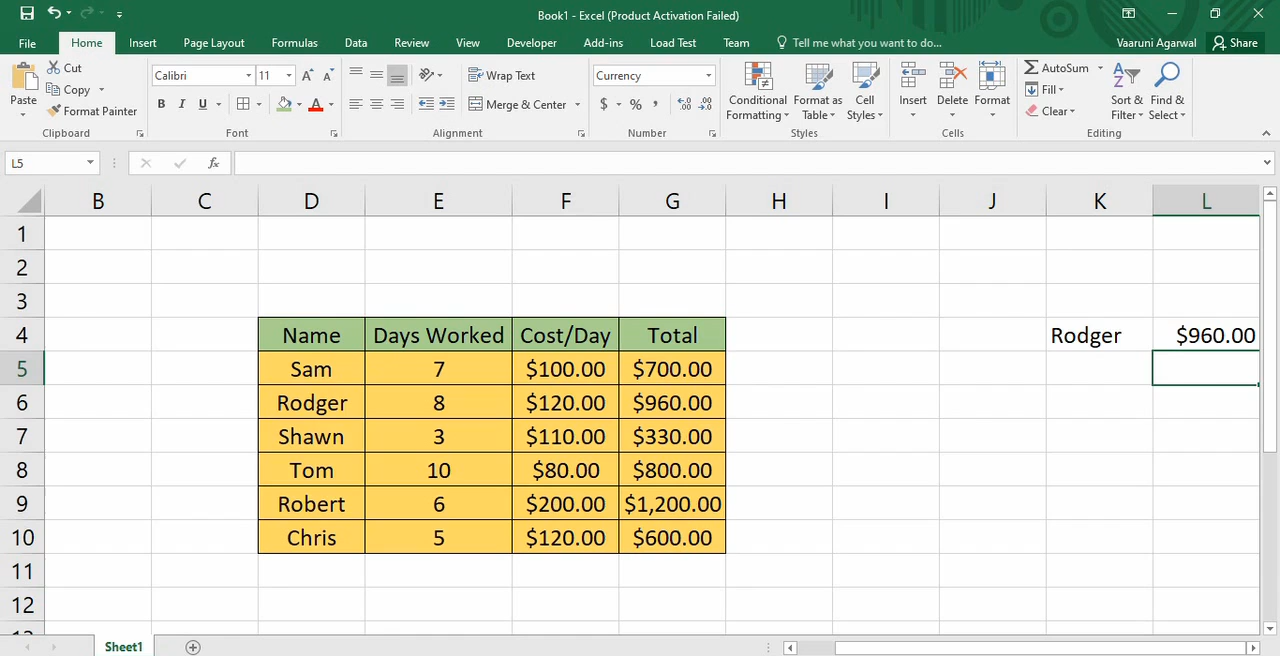 Book1 - Excel (Product Activation Failed)
File Home Insert Page Layout Formulas Data Review View Developer Add-ins Load Test Team Tell me what you want to do... Vaaruni Agarwal Share
Paste
Cut
Copy
Format Painter
Clipboard
Calibri 11
B I U A
Font
Wrap Text
Merge & Center
Alignment
Currency
$ % ,
Number
Conditional Formatting
Format as Table
Cell Styles
Styles
Insert Delete Format
Cells
AutoSum
Fill
Clear
Sort & Filter
Find & Select
Editing
L5 fx
B C D E F G H I J K L
1
2
3
4 Name Days Worked Cost/Day Total Rodger $960.00
5 Sam 7 $100.00 $700.00
6 Rodger 8 $120.00 $960.00
7 Shawn 3 $110.00 $330.00
8 Tom 10 $80.00 $800.00
9 Robert 6 $200.00 $1,200.00
10 Chris 5 $120.00 $600.00
11
12
Sheet1